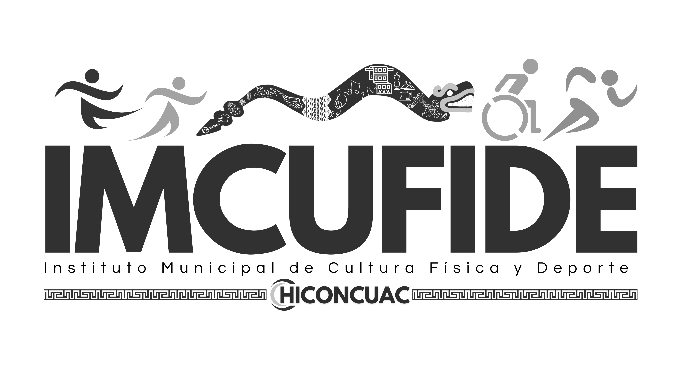 IMCUFIDE
Instituto Municipal de Cultura Física y Deporte
CHICONCUAC